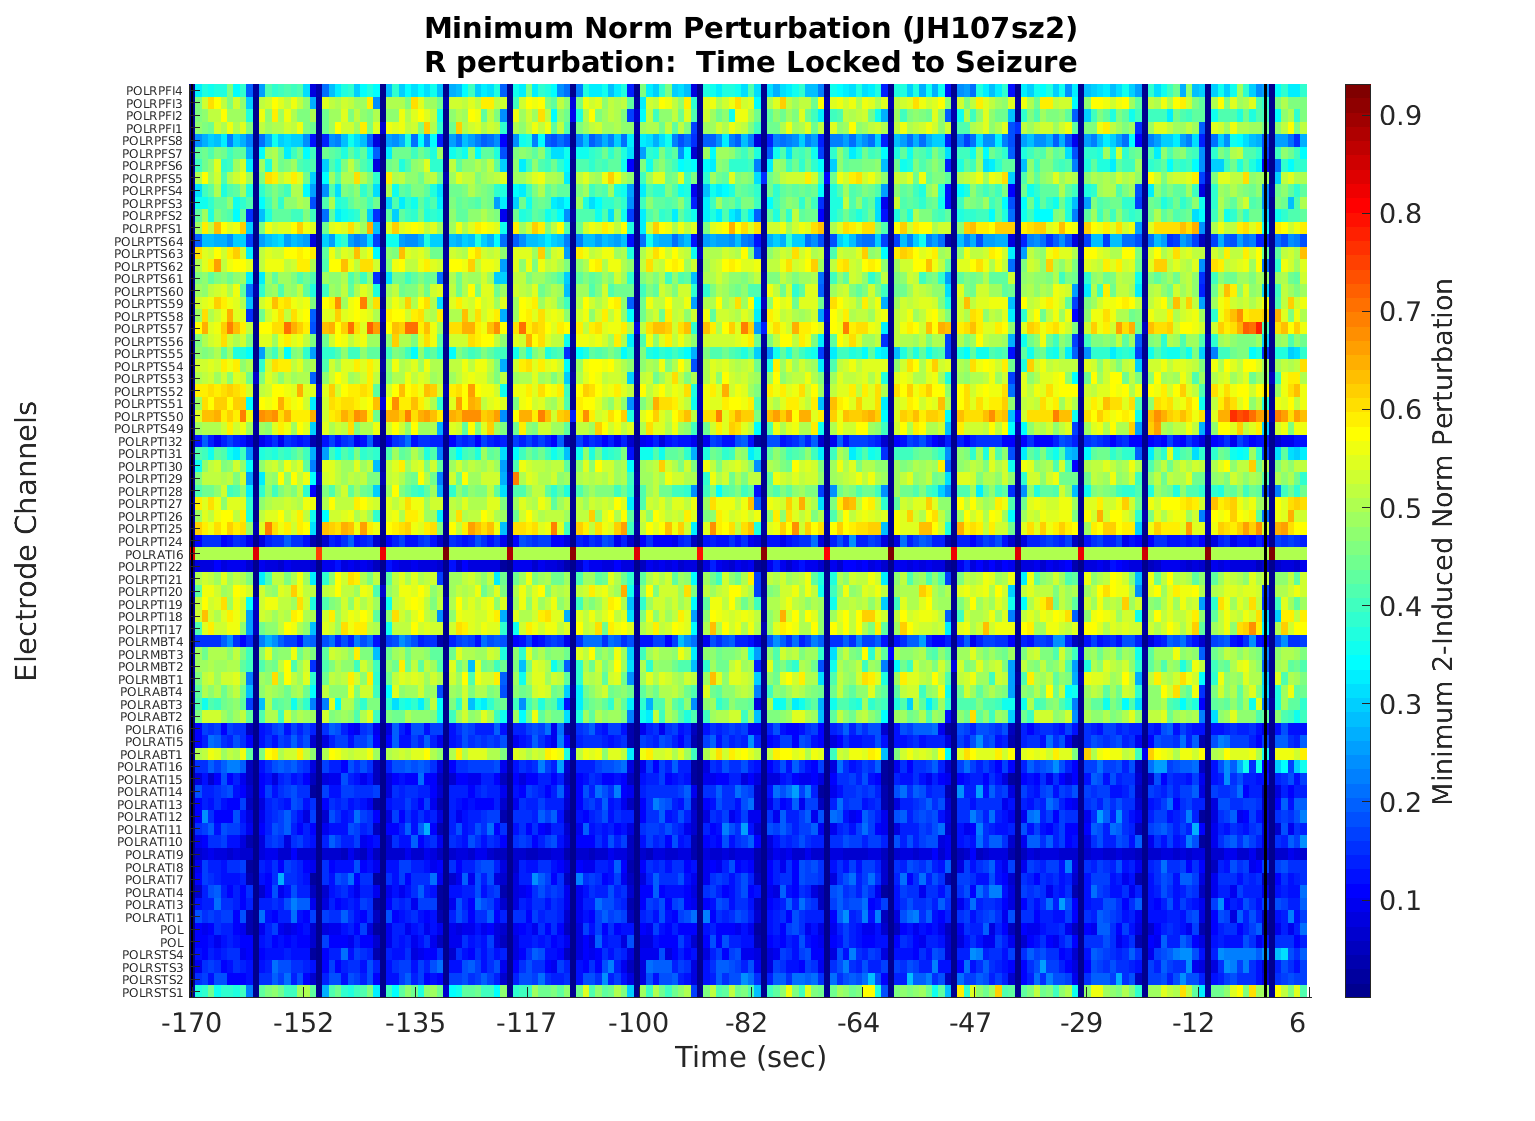 Minimum Norm Perturbation (JH107sz2)
R perturbation:  Time Locked to Seizure
Electrode Channels
POLRPFI4
POLRPFI3
POLRPFI2
POLRPFI1
POLRPFS8
POLRPFS7
POLRPFS6
POLRPFS5
POLRPFS4
POLRPFS3
POLRPFS2
POLRPFS1
POLRPTS64
POLRPTS63
POLRPTS62
POLRPTS61
POLRPTS60
POLRPTS59
POLRPTS58
POLRPTS57
POLRPTS56
POLRPTS55
POLRPTS54
POLRPTS53
POLRPTS52
POLRPTS51
POLRPTS50
POLRPTS49
POLRPTI32
POLRPTI31
POLRPTI30
POLRPTI29
POLRPTI28
POLRPTI27
POLRPTI26
POLRPTI25
POLRPTI24
POLRATI6
POLRPTI22
POLRPTI21
POLRPTI20
POLRPTI19
POLRPTI18
POLRPTI17
POLRMBT4
POLRMBT3
POLRMBT2
POLRMBT1
POLRABT4
POLRABT3
POLRABT2
POLRATI6
POLRATI5
POLRABT1
POLRATI16
POLRATI15
POLRATI14
POLRATI13
POLRATI12
POLRATI11
POLRATI10
POLRATI9
POLRATI8
POLRATI7
POLRATI4
POLRATI3
POLRATI1
POL
POL
POLRSTS4
POLRSTS3
POLRSTS2
POLRSTS1
-170 -152 -135 -117 -100 -82 -64 -47 -29 -12 6
Time (sec)
0.9
0.8
0.7
0.6
0.5
0.4
0.3
0.2
0.1
Minimum 2-Induced Norm Perturbation